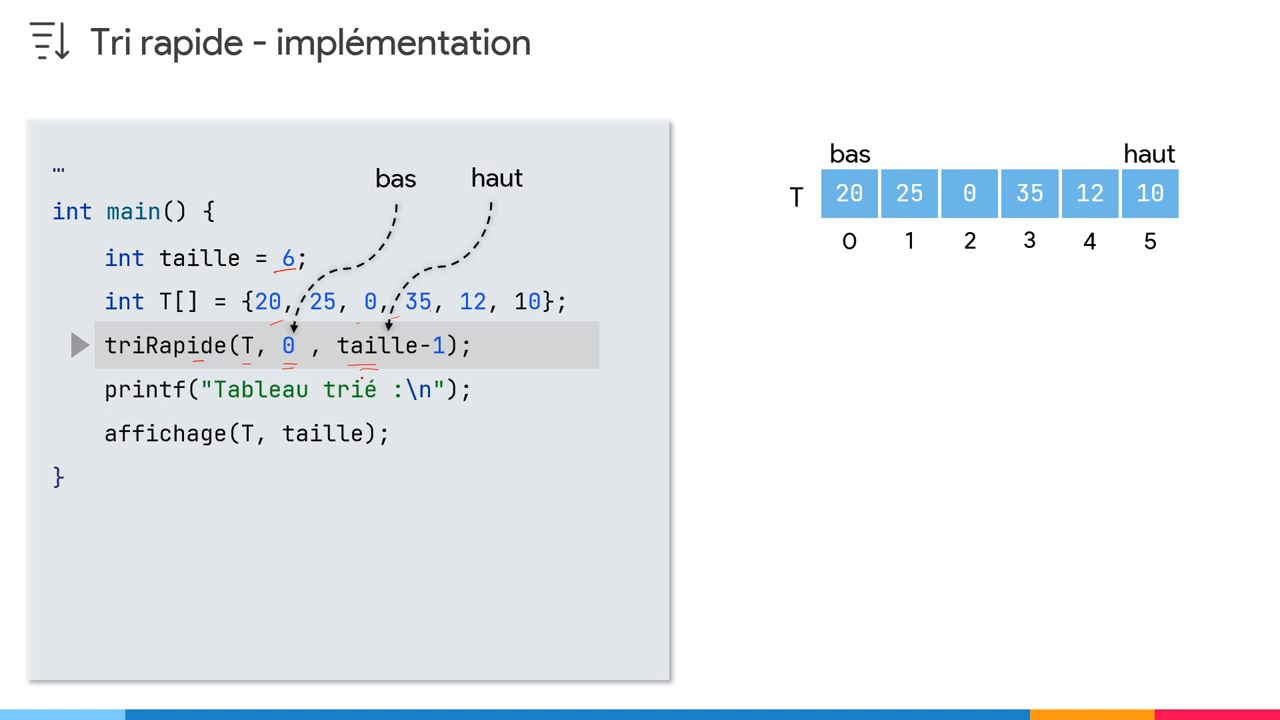 Tri rapide - implémentation
bas haut
…
int main() {
int taille = 6;
int T[] = {20, 25, 0, 35, 12, 10};
triRapide(T, 0 , taille-1);
printf("Tableau trié :\n");
affichage(T, taille);
}
bas haut
T 20 25 0 35 12 10
0 1 2 3 4 5